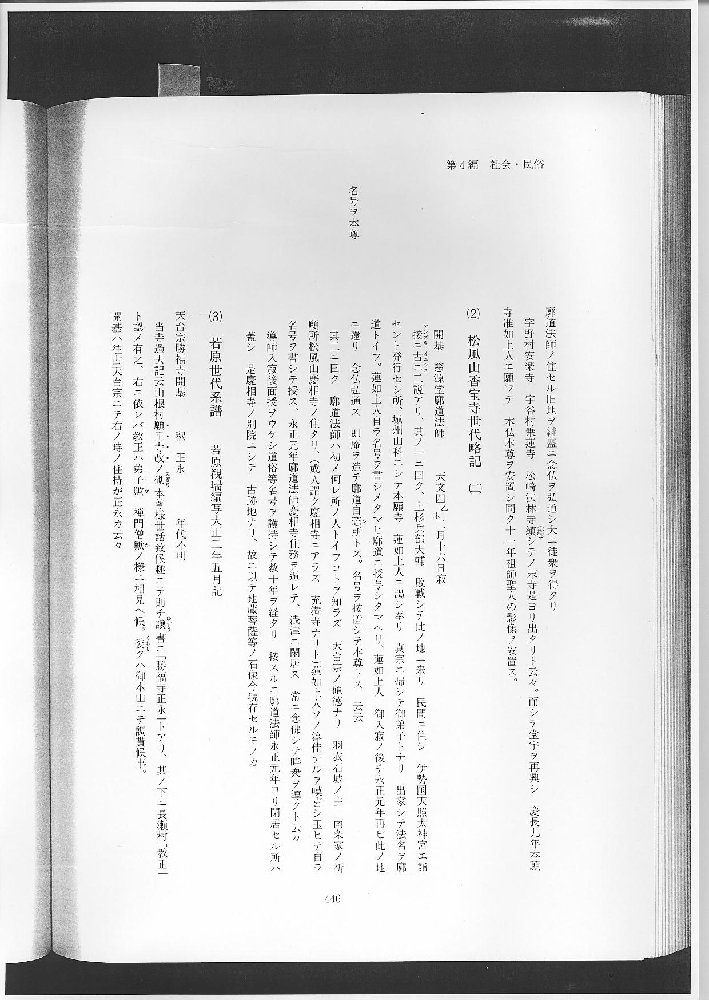 第4編　社会・民俗
廓道法師ノ住セル旧地ヲ継盛ニ念仏ヲ弘通シ大ニ徒衆ヲ得タリ
宇野村安楽寺　宇谷村乗蓮寺　松崎法林寺縝(総)シテノ末寺是ヨリ出タリト云々。而シテ堂宇ヲ再興シ　慶長九年本願
寺准如上人エ願フテ　木仏本尊ヲ安置シ同ク十一年祖師聖人の影像ヲ安置ス。
(2)　松風山香宝寺世代略記　(二)
開基　慈源堂廓道法師　　天文四乙未二月十六日寂
接アンズルニ古イニシエニ二説アリ、其ノ一ニ曰ク、上杉兵部大輔　敗戦シテ此ノ地ニ来リ　民間ニ住シ　伊勢国天照太神宮エ詣
セント発行セシ所、城州山科ニシテ本願寺　蓮如上人ニ謁シ奉リ　真宗ニ帰シテ御弟子トナリ　出家シテ法名ヲ廓
道トイフ。蓮如上人自ラ名号ヲ書シメタマヒ廓道ニ授与シタマヘリ、蓮如上人　御入寂ノ後チ永正元年再ビ此ノ地
名号ヲ本尊
ニ還リ　念仏弘通ス　即庵ヲ造テ廓道自恣シ所トス。名号ヲ按置シテ本尊トス　云云
其二ニ曰ク　廓道法師ハ初メ何レ所ノ人トイフコトヲ知ラズ　天台宗ノ碩徳ナリ　羽衣石城ノ主　南条家ノ祈
願所松風山慶相寺ノ住タリ、(或人謂ク慶相寺ニアラズ　充満寺ナリト)蓮如上人ソノ淳佳ナルヲ嘆喜シ玉ヒテ自ラ
名号ヲ書シテ授ス、永正元年廓道法師慶相寺住務ヲ遁レテ、浅津ニ閑居ス　常ニ念佛シテ時衆ヲ導クト云々
導師入寂後面授ヲウケシ道俗等名号ヲ護持シテ数十年ヲ経タリ　按スルニ廓道法師永正元年ヨリ閉居セル所ハ
蓋シ　是慶相寺ノ別院ニシテ　古跡地ナリ、故ニ以テ地蔵菩薩等ノ石像今現存セルモノカ
(3)　若原世代系譜　　若原観瑞編写大正二年五月記
天台宗勝福寺開基　　釈　正永　　　　年代不明
当寺過去記云山根村願正寺改ノ砌みぎり本尊様世話致候趣ニテ則チ譲ゆずり書ニ「勝福寺正永」トアリ、其ノ下ニ長瀬村「教正」
ト認メ有之、右ニ依レバ教正ハ弟子歟か　禅門僧歟かノ様ニ相見ヘ候。委くわしクハ御本山ニテ調貰候事。
開基ハ往古天台宗ニテ右ノ時ノ住持が正永カ云々
446